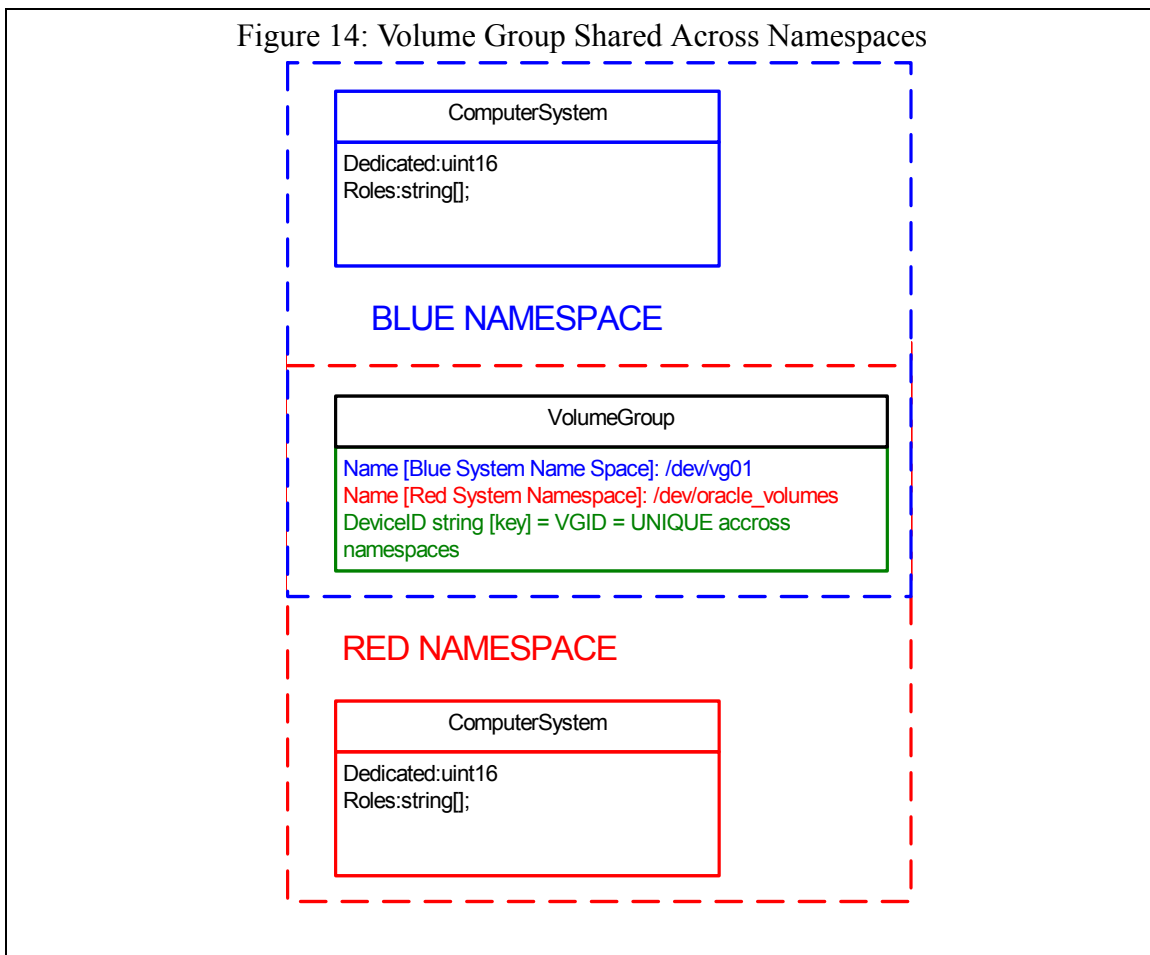 Figure 14: Volume Group Shared Across Namespaces
ComputerSystem
Dedicated:uint16
Roles:string[];
BLUE NAMESPACE
VolumeGroup
Name [Blue System Name Space]: /dev/vg01
Name [Red System Namespace]: /dev/oracle_volumes
DeviceID string [key] = VGID = UNIQUE accross
namespaces
RED NAMESPACE
ComputerSystem
Dedicated:uint16
Roles:string[];